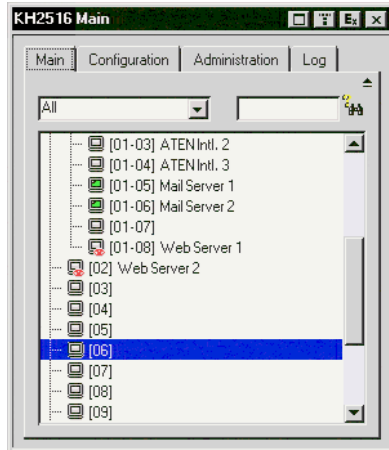 KH2516 Main
Main Configuration Administration Log
All
[01-03] ATEN Intl. 2
[01-04] ATEN Intl. 3
[01-05] Mail Server 1
[01-06] Mail Server 2
[01-07]
[01-08] Web Server 1
[02] Web Server 2
[03]
[04]
[05]
[06]
[07]
[08]
[09]